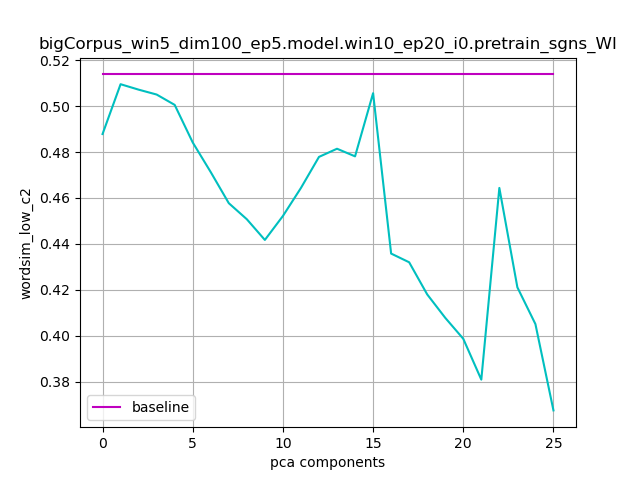 bigCorpus_win5_dim100_ep5.model.win10_ep20_i0.pretrain_sgns_WI
0.52
0.50
0.48
0.46
0.44
0.42
0.40
0.38
wordsim_low_c2
baseline
0 5 10 15 20 25
pca components